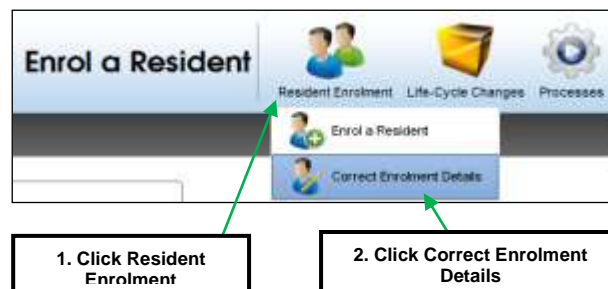 Enrol a Resident
Resident Enrolment Life-Cycle Changes Processes
Enrol a Resident
Correct Enrolment Details
1. Click Resident
Enrolment
2. Click Correct Enrolment
Details